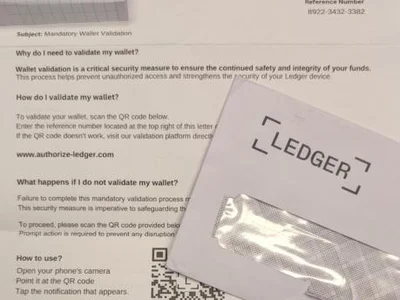 Reference Number
8922-3432-3382
Subject: Mandatory Wallet Validation
Why do I need to validate my wallet?
Wallet validation is a critical security measure to ensure the continued safety and integrity of your funds.
This process helps prevent unauthorized access and strengthens the security of your Ledger device.
How do I validate my wallet?
To validate your wallet, scan the QR code below.
Enter the reference number located at the top right of this letter
If the QR code doesn't work, visit our validation platform
www.authorize-ledger.com
What happens if I do not validate my wallet?
Failure to complete this mandatory validation process
This security measure is imperative to safeguarding
To proceed, please scan the QR code provided
Prompt action is required to prevent any disruption
How to use?
Open your phone's camera
Point it at the QR code
Tap the notification that appears.
LEDGER